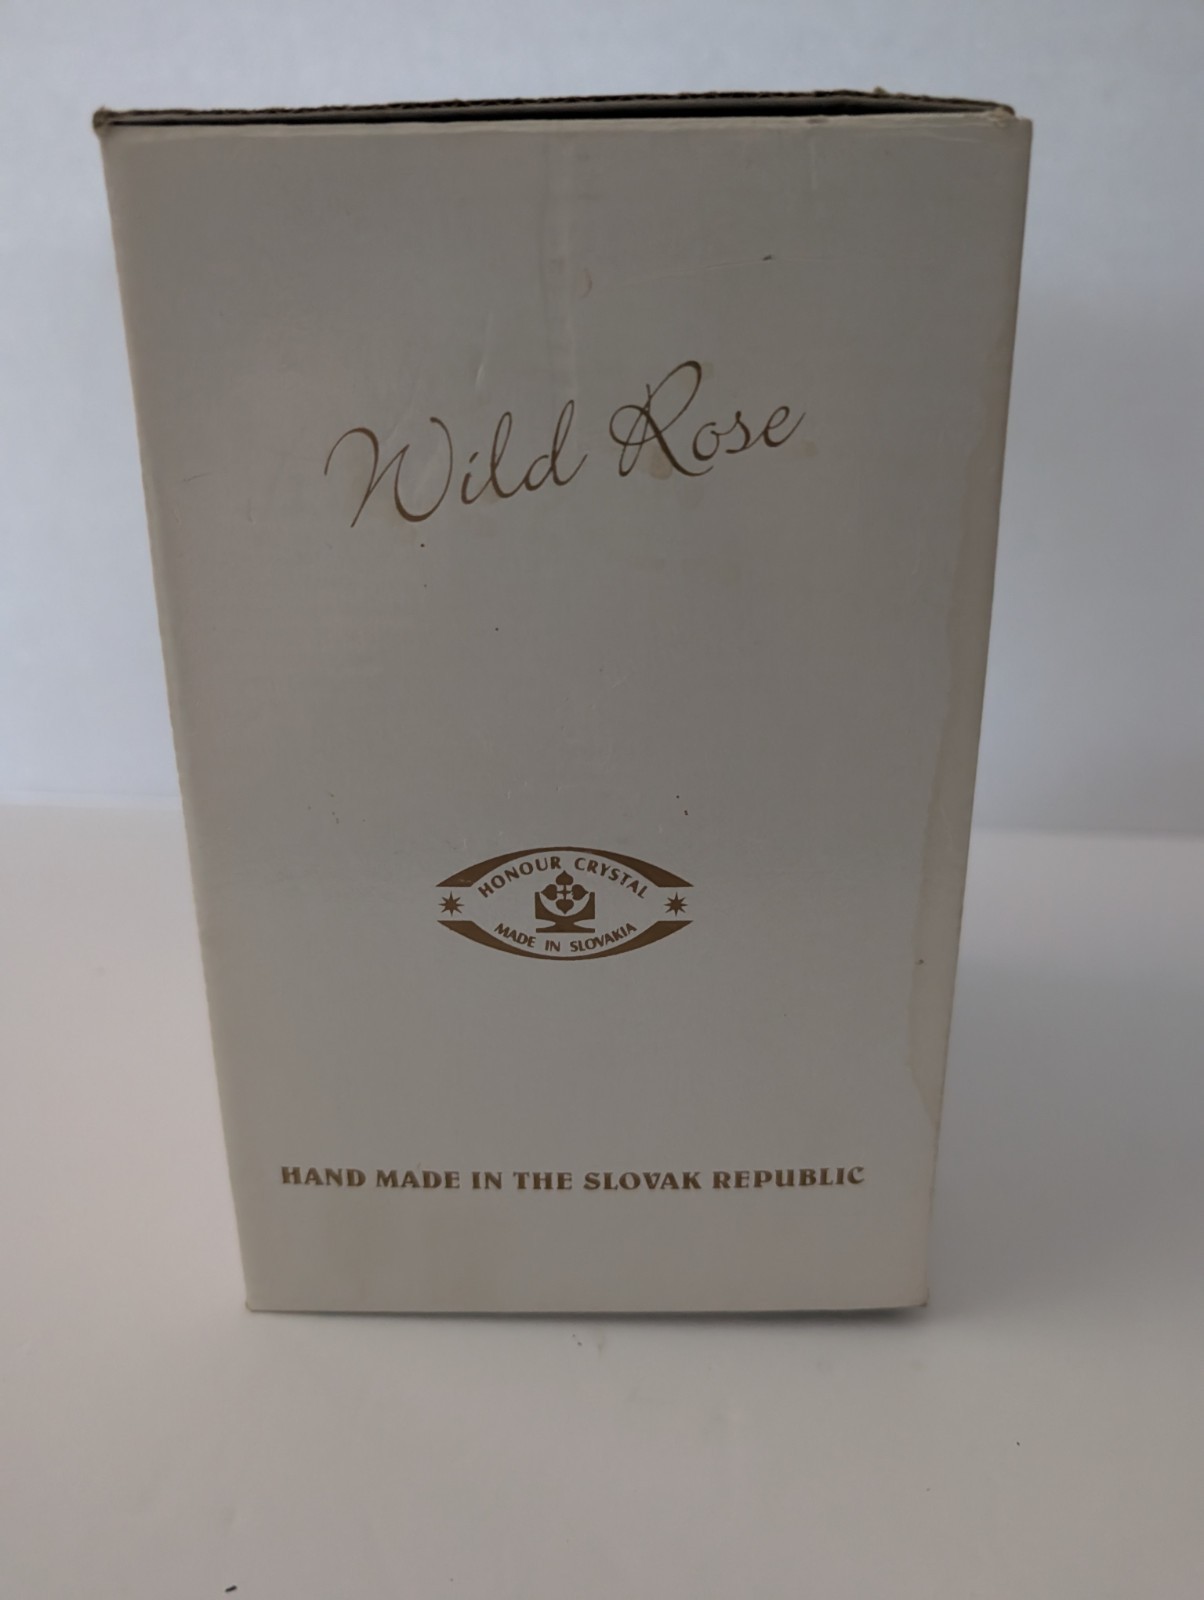 Wild Rose
HONOUR CRYSTAL
MADE IN SLOVAKIA
HAND MADE IN THE SLOVAK REPUBLIC